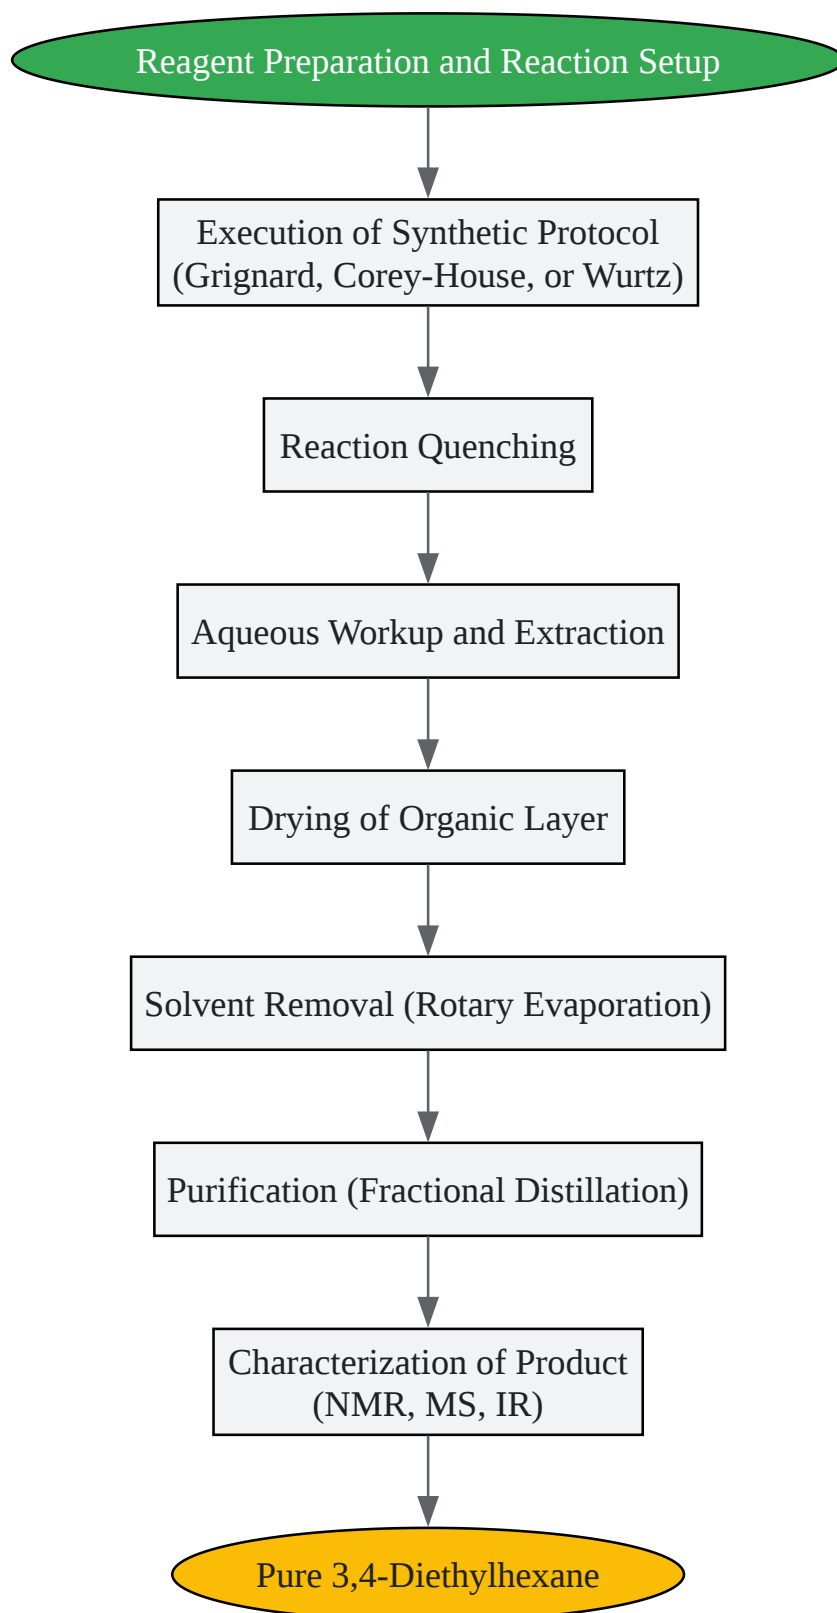 Reagent Preparation and Reaction Setup
Execution of Synthetic Protocol
(Grignard, Corey-House, or Wurtz)
Reaction Quenching
Aqueous Workup and Extraction
Drying of Organic Layer
Solvent Removal (Rotary Evaporation)
Purification (Fractional Distillation)
Characterization of Product
(NMR, MS, IR)
Pure 3,4-Diethylhexane